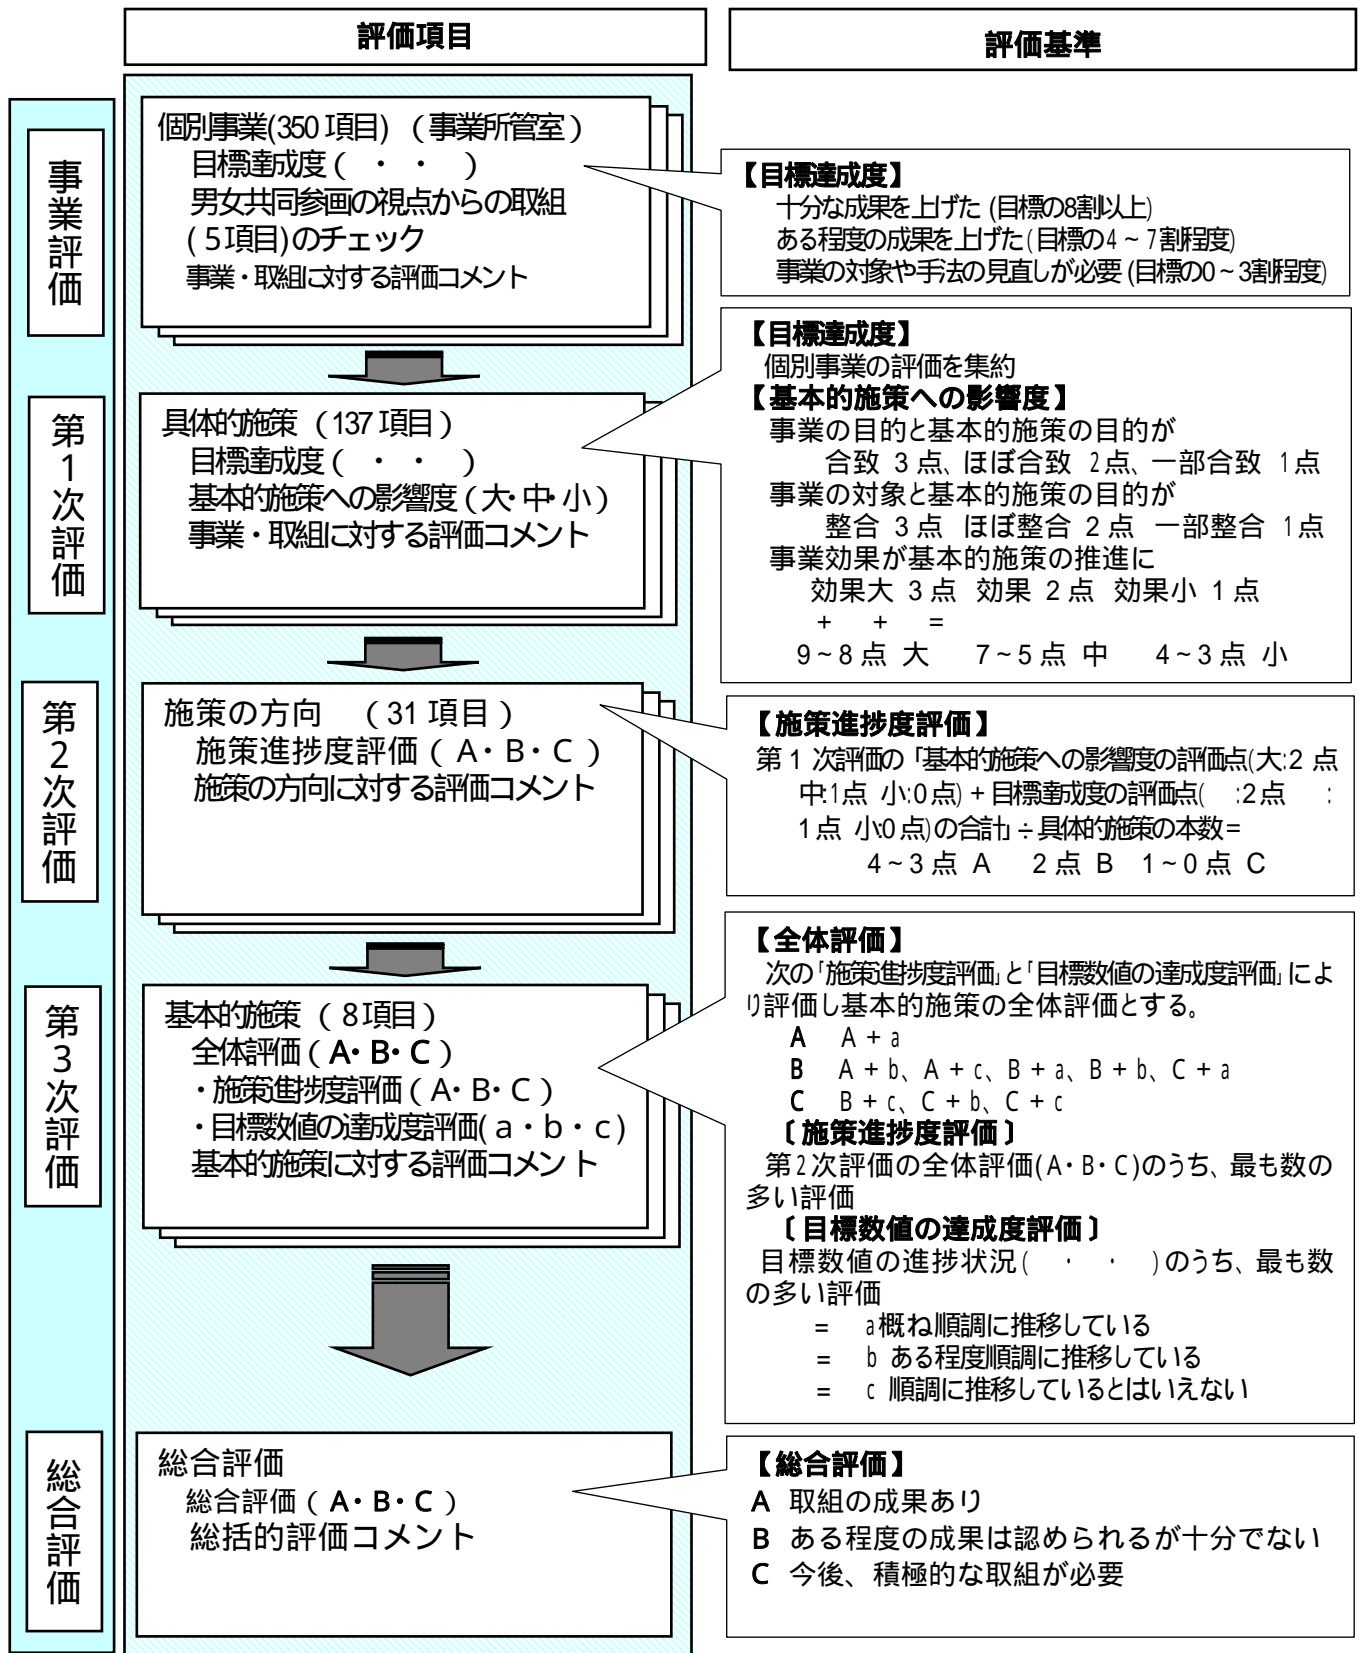 評価項目
評価基準
事業評価
個別事業(350項目)　(事業所管室)
目標達成度(　・　・　)
男女共同参画の視点からの取組
(5項目)のチェック
事業・取組に対する評価コメント
【目標達成度】
十分な成果を上げた (目標の8割以上)
ある程度の成果を上げた(目標の4～7割程度)
事業の対象や手法の見直しが必要 (目標の0～3割程度)
第1次評価
具体的施策 (137項目)
目標達成度(　・　・　)
基本的施策への影響度(大・中・小)
事業・取組に対する評価コメント
【目標達成度】
個別事業の評価を集約
【基本的施策への影響度】
事業の目的と基本的施策の目的が
合致 3点、ほぼ合致 2点、一部合致 1点
事業の対象と基本的施策の目的が
整合 3点 ほぼ整合 2点 一部整合 1点
事業効果が基本的施策の推進に
効果大 3点 効果 2点 効果小 1点
+　+　=
9～8点 大　7～5点 中　4～3点 小
第2次評価
施策の方向　(31項目)
施策進捗度評価(A・B・C)
施策の方向に対する評価コメント
【施策進捗度評価】
第1次評価の「基本的施策への影響度の評価点(大:2点
中:1点 小:0点)+目標達成度の評価点(　:2点　:
1点 小:0点)の合計」÷具体的施策の本数=
4～3点 A　2点 B　1～0点 C
第3次評価
基本的施策 (8項目)
全体評価(A・B・C)
・施策進捗度評価(A・B・C)
・目標数値の達成度評価(a・b・c)
基本的施策に対する評価コメント
【全体評価】
次の「施策進捗度評価」と「目標数値の達成度評価」によ
り評価し基本的施策の全体評価とする。
A　A+a
B　A+b、A+c、B+a、B+b、C+a
C　B+c、C+b、C+c
〔施策進捗度評価〕
第2次評価の全体評価(A・B・C)のうち、最も数の
多い評価
〔目標数値の達成度評価〕
目標数値の進捗状況(　・　・　)のうち、最も数
の多い評価
=　a概ね順調に推移している
=　b ある程度順調に推移している
=　c 順調に推移しているとはいえない
総合評価
総合評価
総合評価(A・B・C)
総括的評価コメント
【総合評価】
A 取組の成果あり
B ある程度の成果は認められるが十分でない
C 今後、積極的な取組が必要